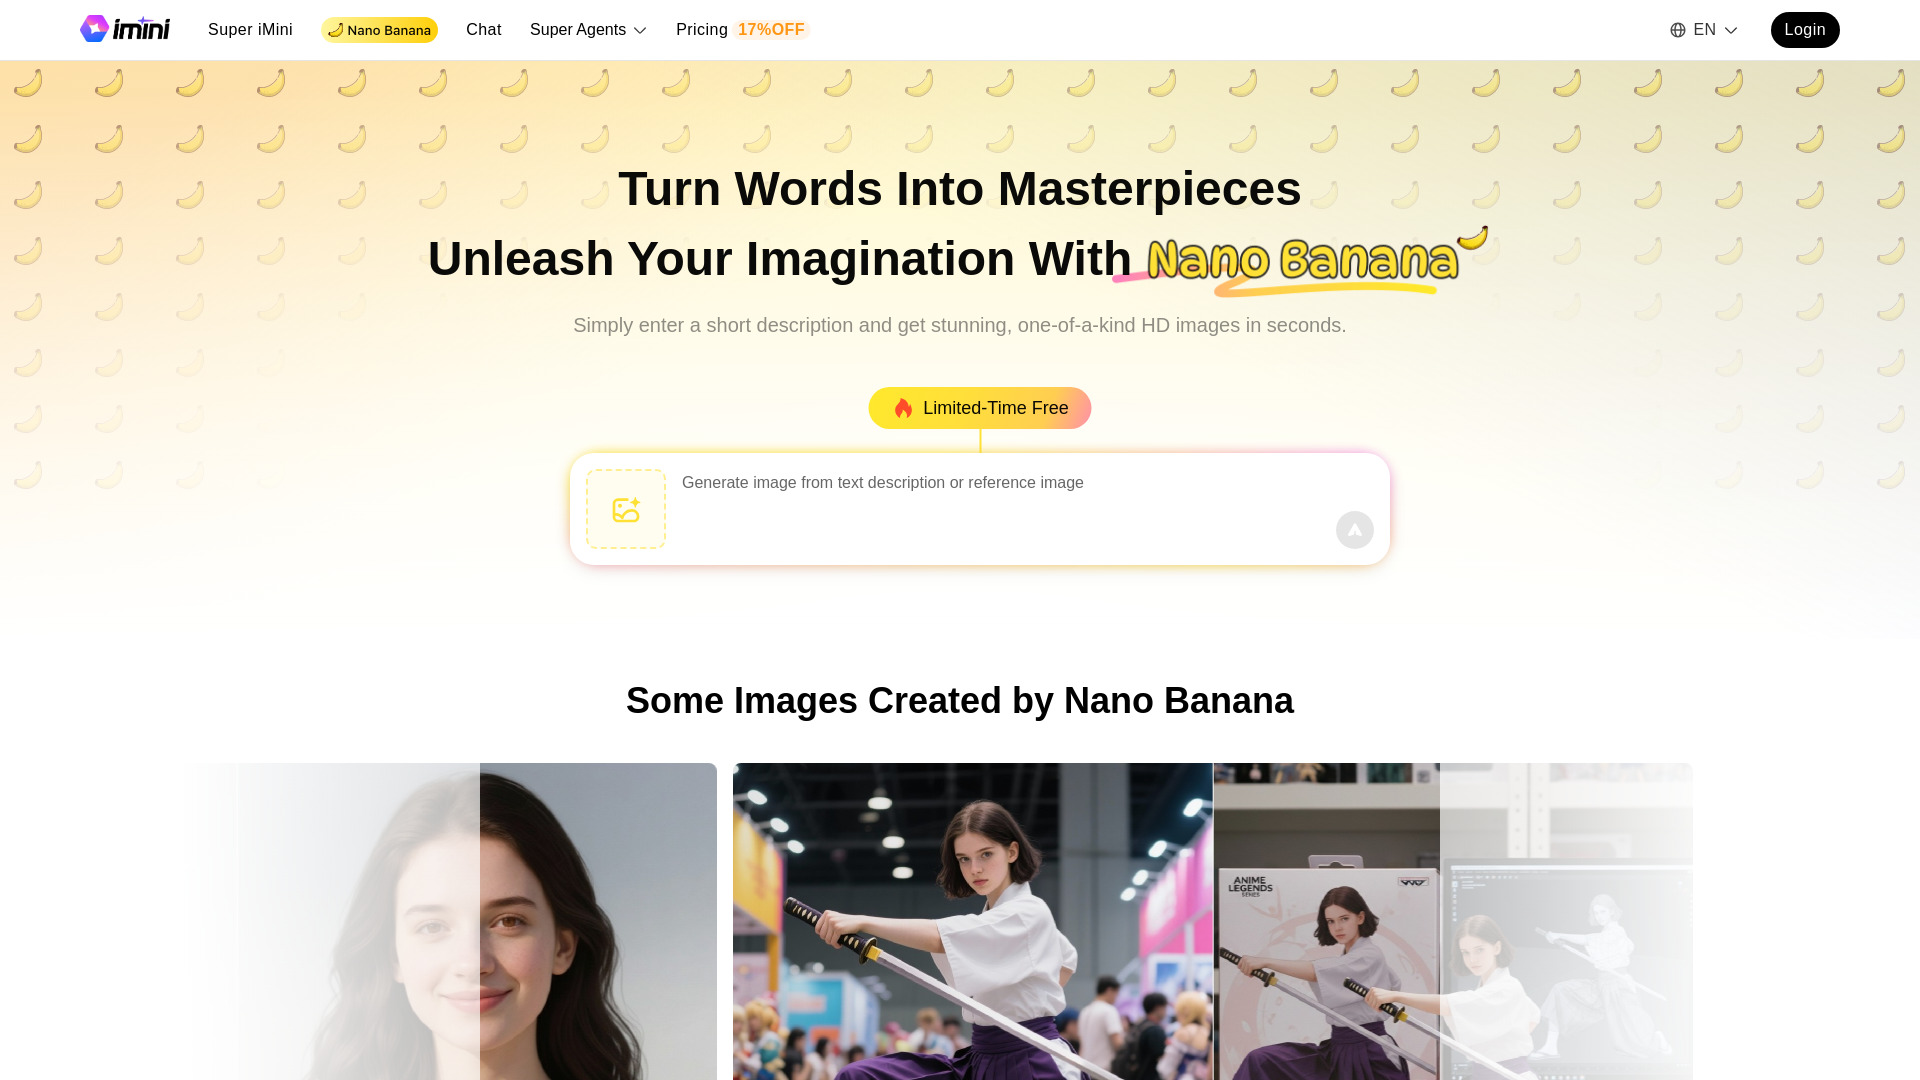 imini
Super iMini
Nano Banana
Chat
Super Agents
Pricing
17%OFF
EN
Login
Turn Words Into Masterpieces
Unleash Your Imagination With Nano Banana
Simply enter a short description and get stunning, one-of-a-kind HD images in seconds.
Limited-Time Free
Generate image from text description or reference image
Some Images Created by Nano Banana
ANIME
LEGENDS
SERIES